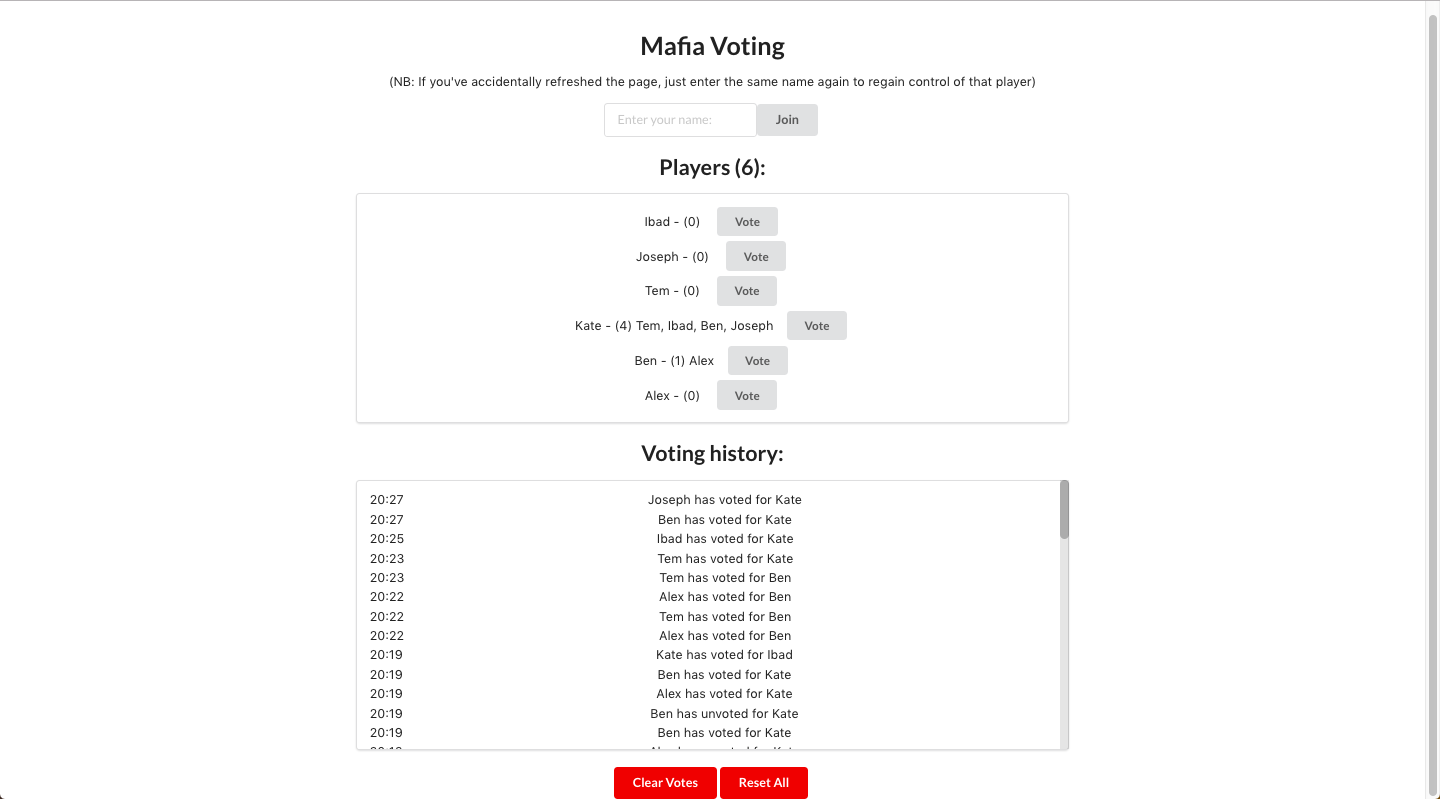 Mafia Voting
(NB: If you've accidentally refreshed the page, just enter the same name again to regain control of that player)
Enter your name: Join
Players (6):
Ibad - (0) Vote
Joseph - (0) Vote
Tem - (0) Vote
Kate - (4) Tem, Ibad, Ben, Joseph Vote
Ben - (1) Alex Vote
Alex - (0) Vote
Voting history:
20:27 Joseph has voted for Kate
20:27 Ben has voted for Kate
20:25 Ibad has voted for Kate
20:23 Tem has voted for Kate
20:23 Tem has voted for Ben
20:22 Alex has voted for Ben
20:22 Tem has voted for Ben
20:22 Alex has voted for Ben
20:19 Kate has voted for Ibad
20:19 Ben has voted for Kate
20:19 Alex has voted for Kate
20:19 Ben has unvoted for Kate
20:19 Ben has voted for Kate
Clear Votes Reset All